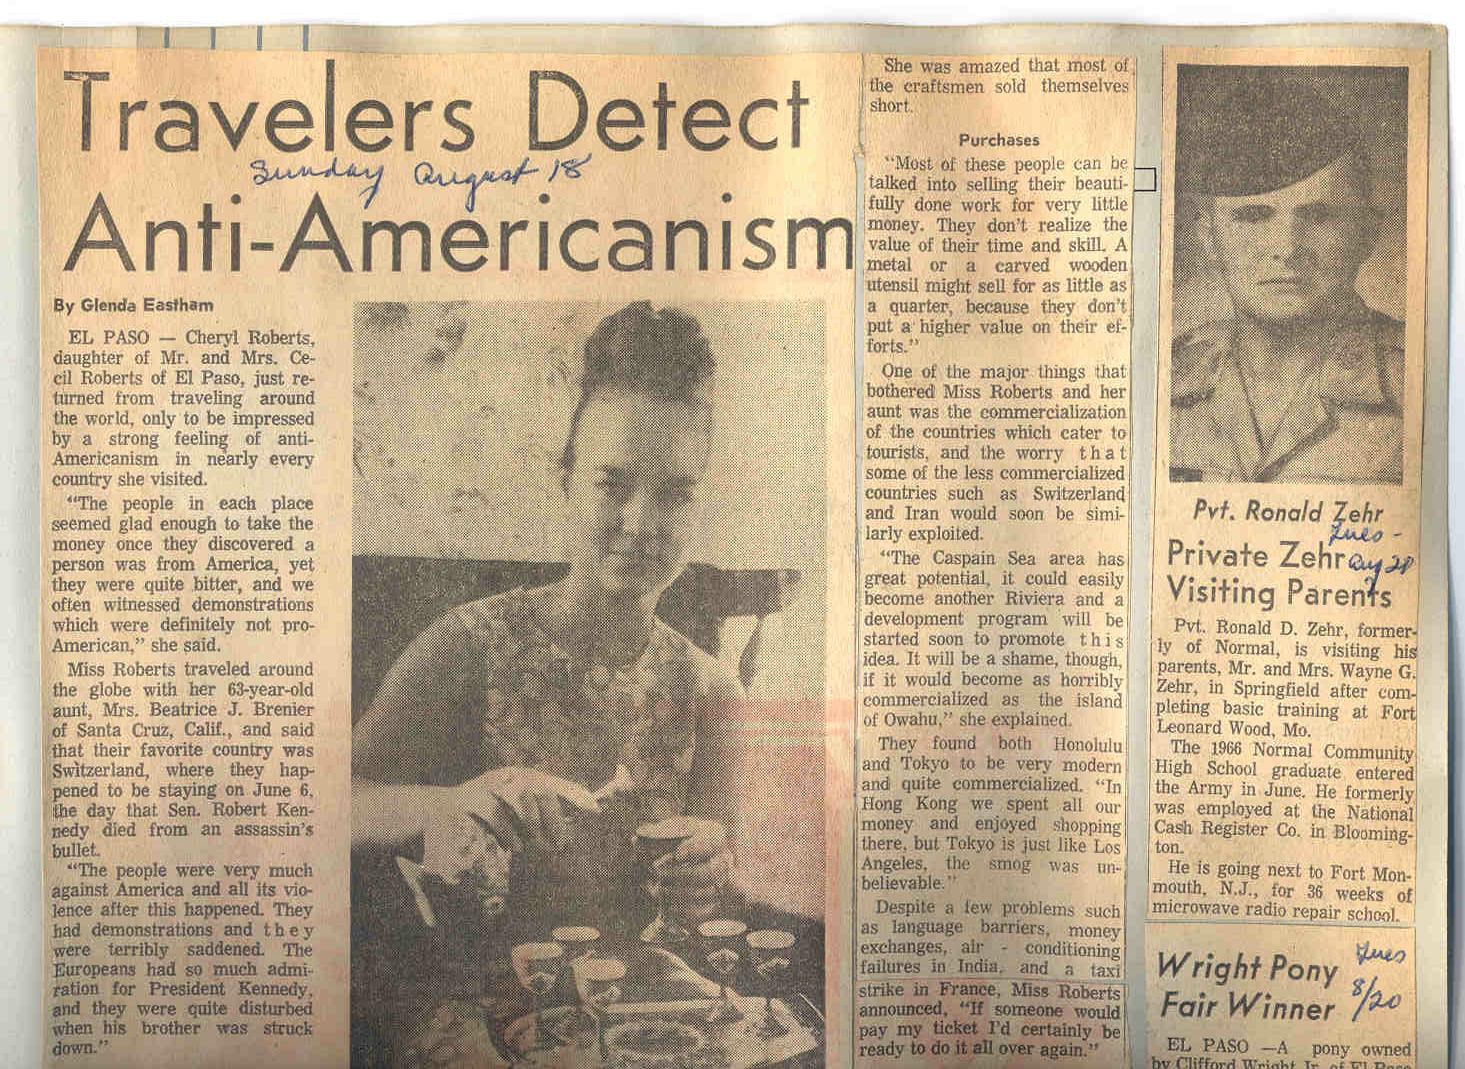 Travelers Detect
Sunday August 18
Anti-Americanism
By Glenda Eastham
EL PASO — Cheryl Roberts,
daughter of Mr. and Mrs. Ce-
cil Roberts of El Paso, just re-
turned from traveling around
the world, only to be impressed
by a strong feeling of anti-
Americanism in nearly every
country she visited.
"The people in each place
seemed glad enough to take the
money once they discovered a
person was from America, yet
they were quite bitter, and we
often witnessed demonstrations
which were definitely not pro-
American," she said.
Miss Roberts traveled around
the globe with her 63-year-old
aunt, Mrs. Beatrice J. Brenier
of Santa Cruz, Calif., and said
that their favorite country was
Switzerland, where they hap-
pened to be staying on June 6,
the day that Sen. Robert Ken-
nedy died from an assassin's
bullet.
"The people were very much
against America and all its vio-
lence after this happened. They
had demonstrations and they
were terribly saddened. The
Europeans had so much admi-
ration for President Kennedy,
and they were quite disturbed
when his brother was struck
down."
She was amazed that most of
the craftsmen sold themselves
short.
Purchases
"Most of these people can be
talked into selling their beauti-
fully done work for very little
money. They don't realize the
value of their time and skill. A
metal or a carved wooden
utensil might sell for as little as
a quarter, because they don't
put a higher value on their ef-
forts."
One of the major things that
bothered Miss Roberts and her
aunt was the commercialization
of the countries which cater to
tourists, and the worry that
some of the less commercialized
countries such as Switzerland
and Iran would soon be simi-
larly exploited.
"The Caspain Sea area has
great potential, it could easily
become another Riviera and a
development program will be
started soon to promote this
idea. It will be a shame, though,
if it would become as horribly
commercialized as the island
of Owahu," she explained.
They found both Honolulu
and Tokyo to be very modern
and quite commercialized. "In
Hong Kong we spent all our
money and enjoyed shopping
there, but Tokyo is just like Los
Angeles, the smog was un-
believable."
Despite a few problems such
as language barriers, money
exchanges, air - conditioning
failures in India, and a taxi
strike in France, Miss Roberts
announced, "If someone would
pay my ticket I'd certainly be
ready to do it all over again."
Pvt. Ronald Zehr
Tues -
Private Zehr Aug 20
Visiting Parents
Pvt. Ronald D. Zehr, former-
ly of Normal, is visiting his
parents, Mr. and Mrs. Wayne G.
Zehr, in Springfield after com-
pleting basic training at Fort
Leonard Wood, Mo.
The 1966 Normal Community
High School graduate entered
the Army in June. He formerly
was employed at the National
Cash Register Co. in Blooming-
ton.
He is going next to Fort Mon-
mouth, N.J., for 36 weeks of
microwave radio repair school.
Tues
Wright Pony 8/20
Fair Winner
EL PASO —A pony owned
by Clifford Wright Jr. of El Paso